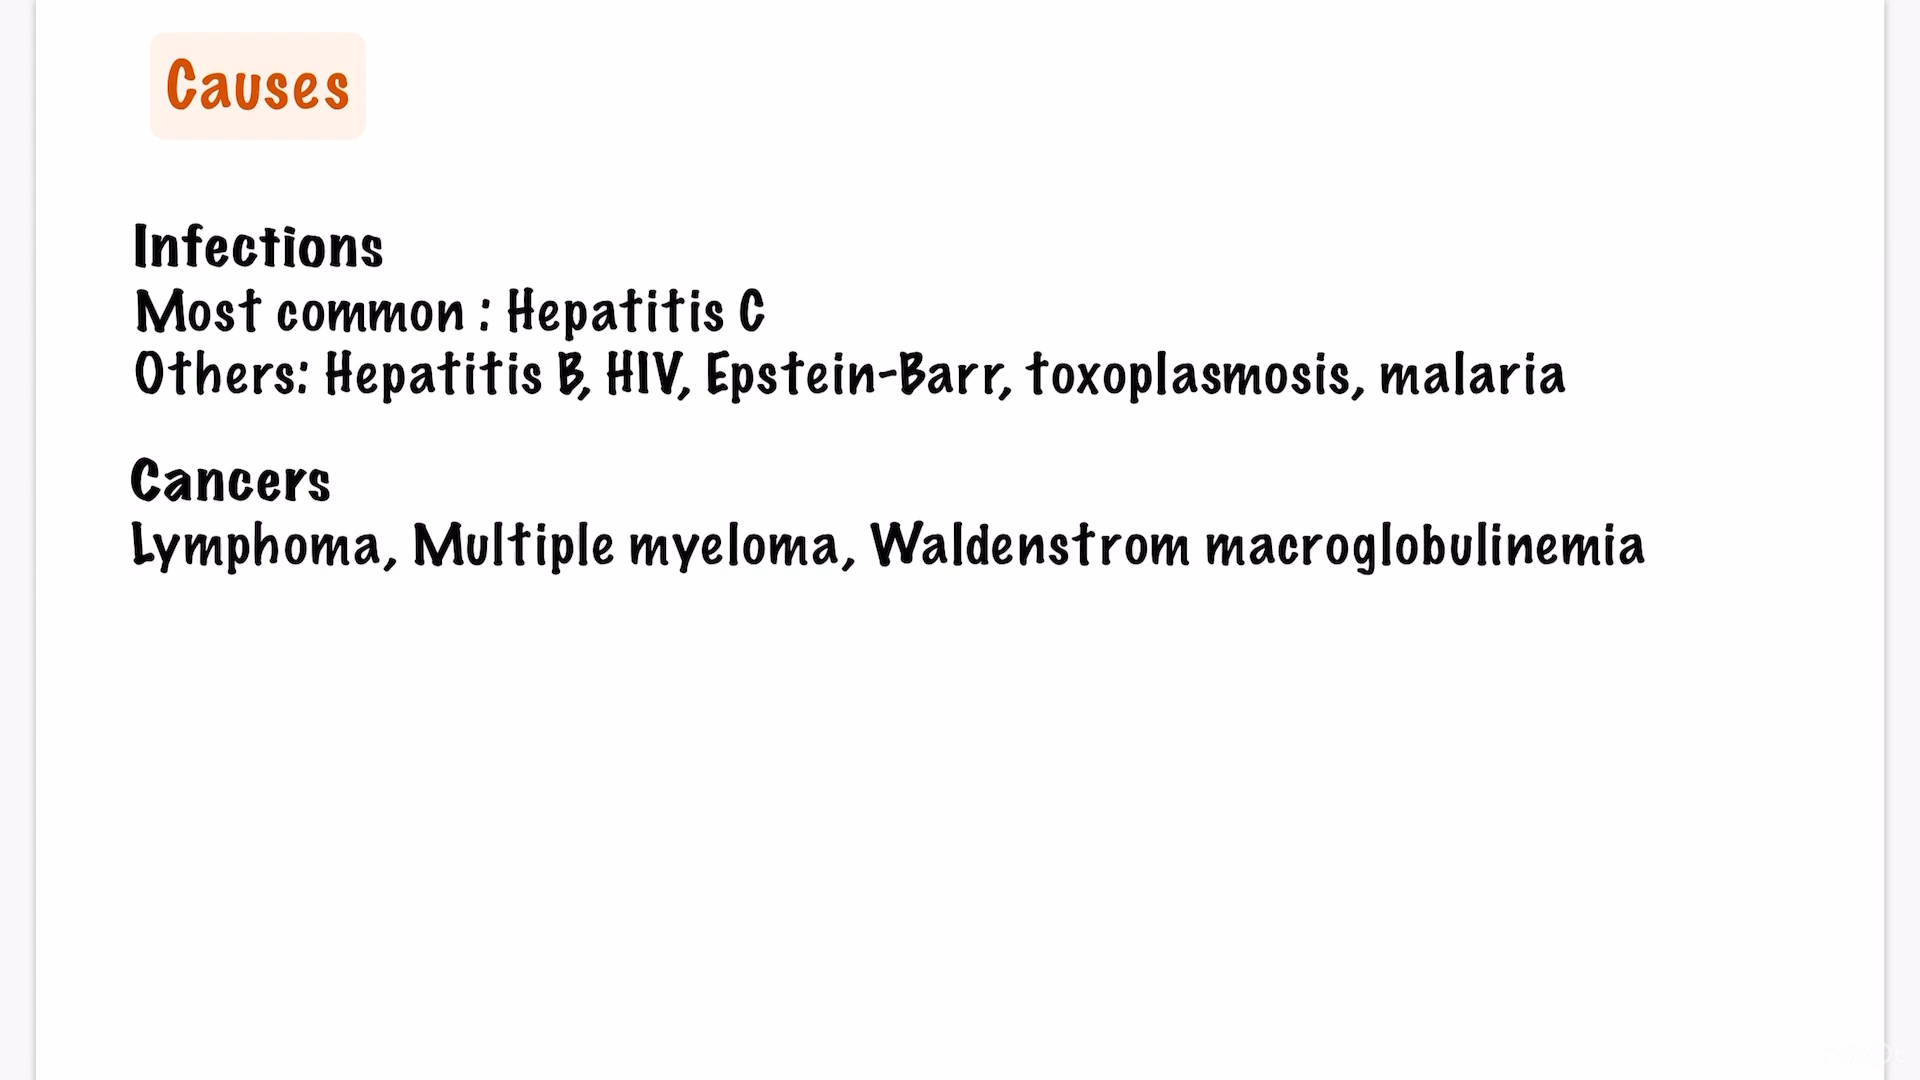 Causes
Infections
Most common : Hepatitis C
Others: Hepatitis B, HIV, Epstein-Barr, toxoplasmosis, malaria
Cancers
Lymphoma, Multiple myeloma, Waldenstrom macroglobulinemia